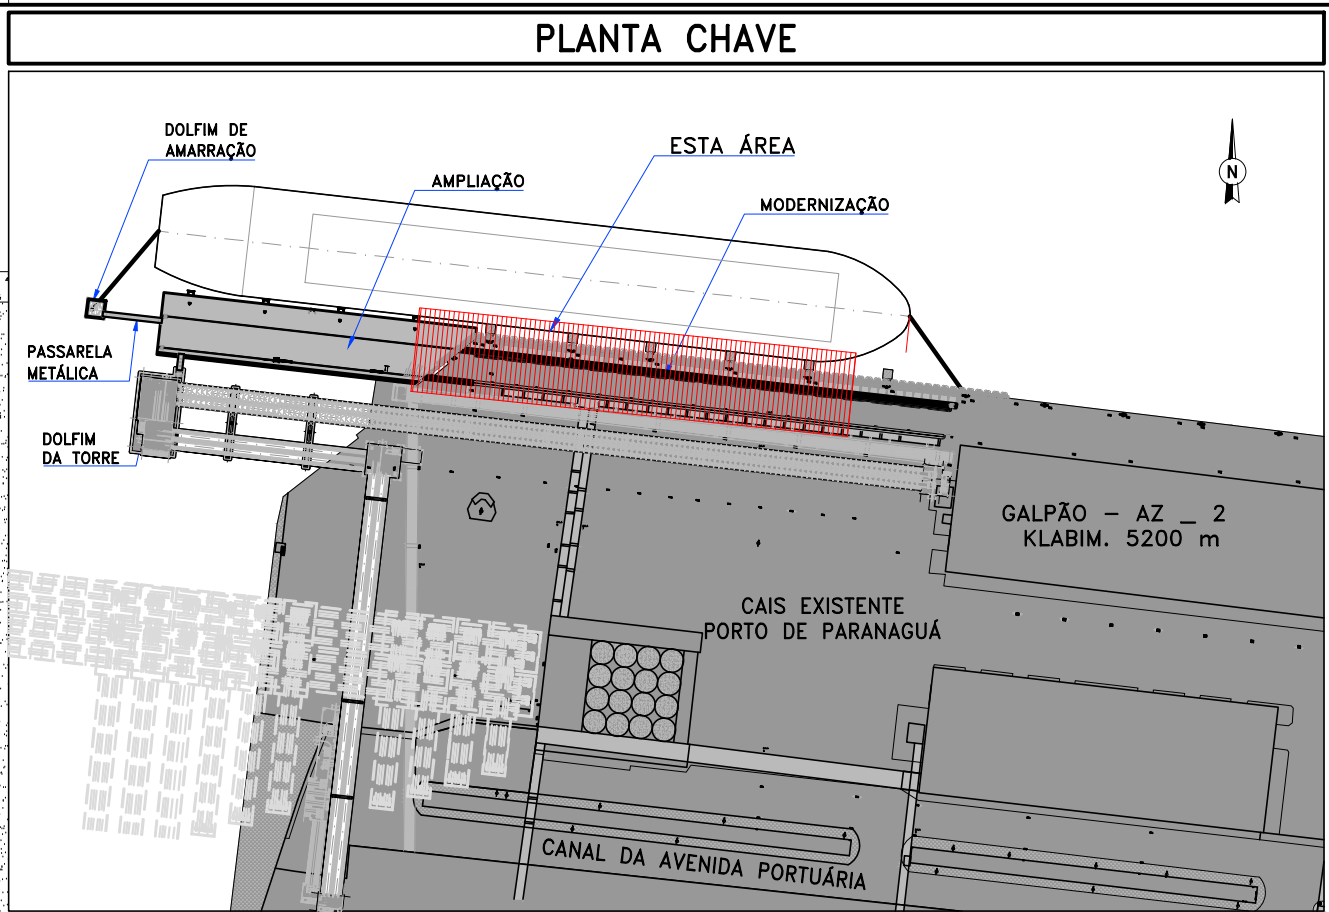 PLANTA CHAVE
DOLFIM DE
AMARRAÇÃO
ESTA ÁREA
AMPLIAÇÃO
MODERNIZAÇÃO
N
PASSARELA
METÁLICA
DOLFIM
DA TORRE
GALPÃO - AZ _ 2
KLABIM. 5200 m
CAIS EXISTENTE
PORTO DE PARANAGUÁ
CANAL DA AVENIDA PORTUÁRIA